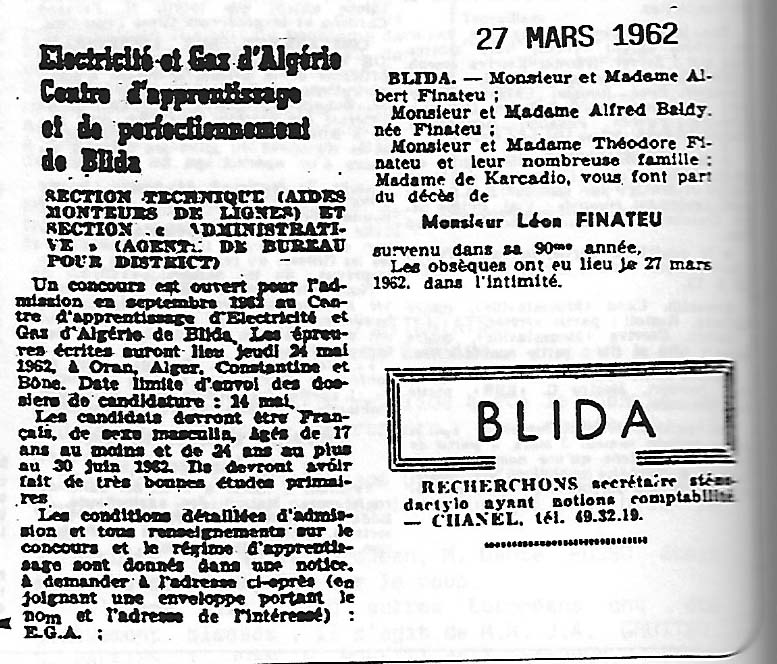 Electricité et Gaz d'Algérie
Centre d'apprentissage
et de perfectionnement
de Blida
SECTION TECHNIQUE (AIDES
MONTEURS DE LIGNES) ET
SECTION « ADMINISTRATI-
VE » (AGENTS DE BUREAU
POUR DISTRICT)
Un concours est ouvert pour l'ad-
mission en septembre 1962 au Cen-
tre d'apprentissage d'Electricité et
Gaz d'Algérie de Blida. Les épreu-
ves écrites auront lieu jeudi 24 mai
1962, à Oran, Alger, Constantine et
Bône. Date limite d'envoi des dos-
siers de candidature : 14 mai.
Les candidats devront être Fran-
çais, de sexe masculin, âgés de 17
ans au moins et de 24 ans au plus
au 30 juin 1962. Ils devront avoir
fait de très bonnes études primai-
res.
Les conditions détaillées d'admis-
sion et tous renseignements sur le
concours et le régime d'apprentis-
sage sont donnés dans une notice,
à demander à l'adresse ci-après (en
joignant une enveloppe portant le
nom et l'adresse de l'intéressé) :
E.G.A. :
27 MARS 1962
BLIDA. — Monsieur et Madame Al-
bert Finateu ;
Monsieur et Madame Alfred Baldy,
née Finateu ;
Monsieur et Madame Théodore Fi-
nateu et leur nombreuse famille ;
Madame de Karcadio, vous font part
du décès de
Monsieur Léon FINATEU
survenu dans sa 90me année,
Les obsèques ont eu lieu le 27 mars
1962, dans l'intimité.
BLIDA
RECHERCHONS secrétaire sténo
dactylo ayant notions comptabilité
— CHANEL, tél. 49.32.19.